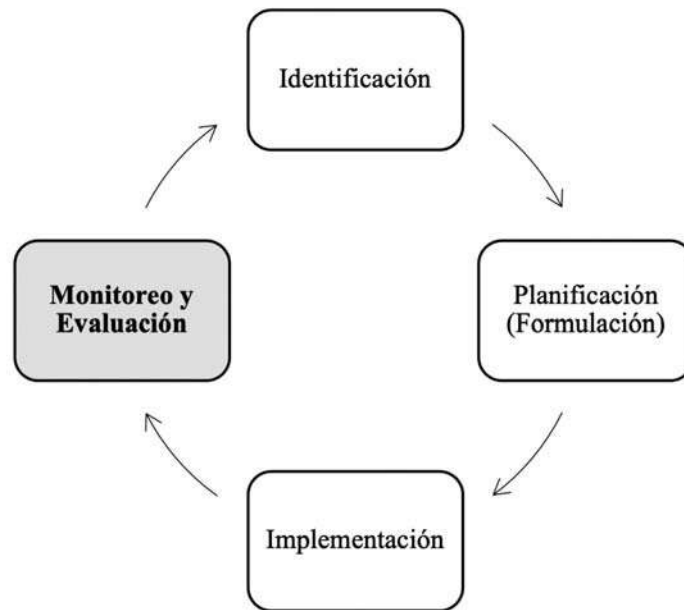 Identificación
Monitoreo y
Evaluación
Planificación
(Formulación)
Implementación